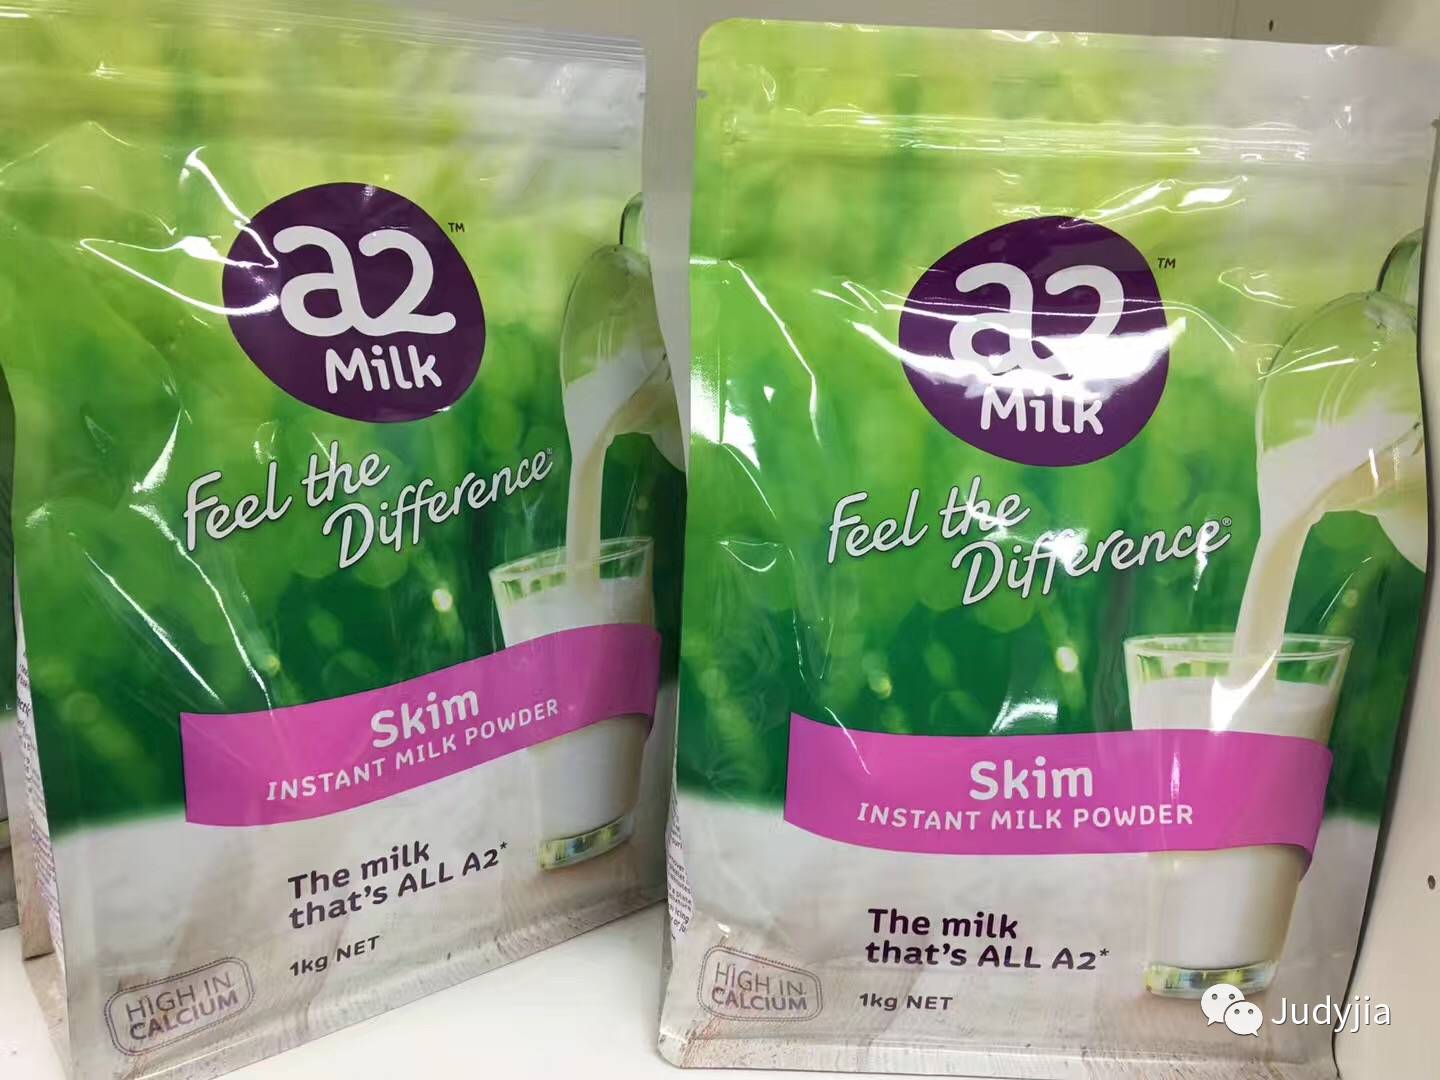 a2
™
Milk
Feel the
Difference®
Skim
INSTANT MILK POWDER
The milk
that's ALL A2*
1kg NET
HIGH IN
CALCIUM
a2
™
Milk
Feel the
Difference®
Skim
INSTANT MILK POWDER
The milk
that's ALL A2*
1kg NET
HIGH IN
CALCIUM
Judyjia